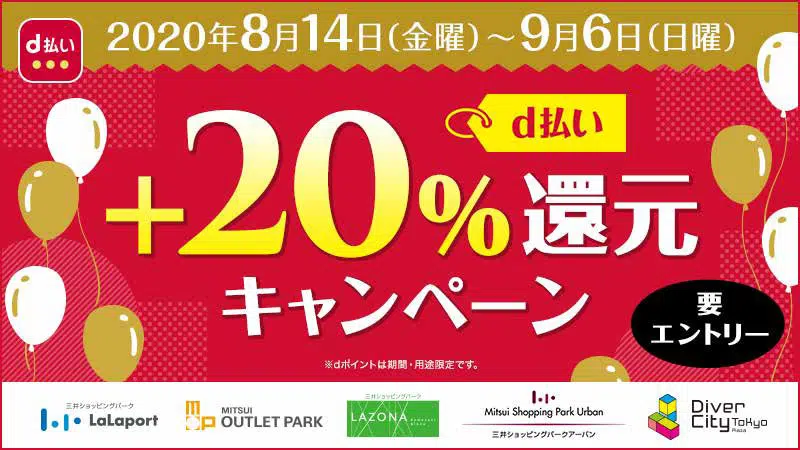 d払い
2020年8月14日(金曜)～9月6日(日曜)
d払い
+20%還元
キャンペーン
要
エントリー
※dポイントは期間・用途限定です。
三井ショッピングパーク
LaLaport
MITSUI
OUTLET PARK
三井ショッピングパーク
LAZONA
Kawasaki
plaza
Mitsui Shopping Park Urban
三井ショッピングパークアーバン
Diver
City Tokyo
Plaza